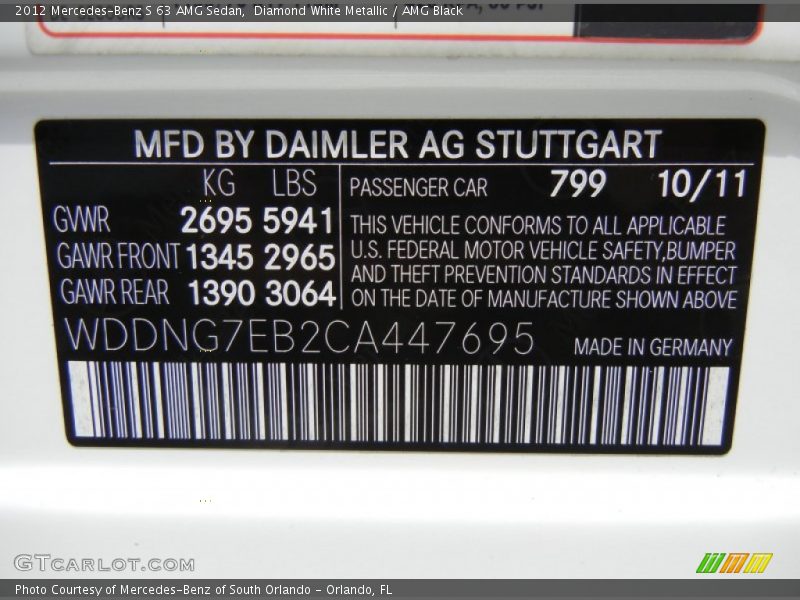 2012 Mercedes-Benz S 63 AMG Sedan, Diamond White Metallic / AMG Black
MFD BY DAIMLER AG STUTTGART
KG LBS
GVWR 2695 5941
GAWR FRONT 1345 2965
GAWR REAR 1390 3064
PASSENGER CAR 799 10/11
THIS VEHICLE CONFORMS TO ALL APPLICABLE
U.S. FEDERAL MOTOR VEHICLE SAFETY,BUMPER
AND THEFT PREVENTION STANDARDS IN EFFECT
ON THE DATE OF MANUFACTURE SHOWN ABOVE
WDDNG7EB2CA447695 MADE IN GERMANY
GTCARLOT.COM
Photo Courtesy of Mercedes-Benz of South Orlando - Orlando, FL